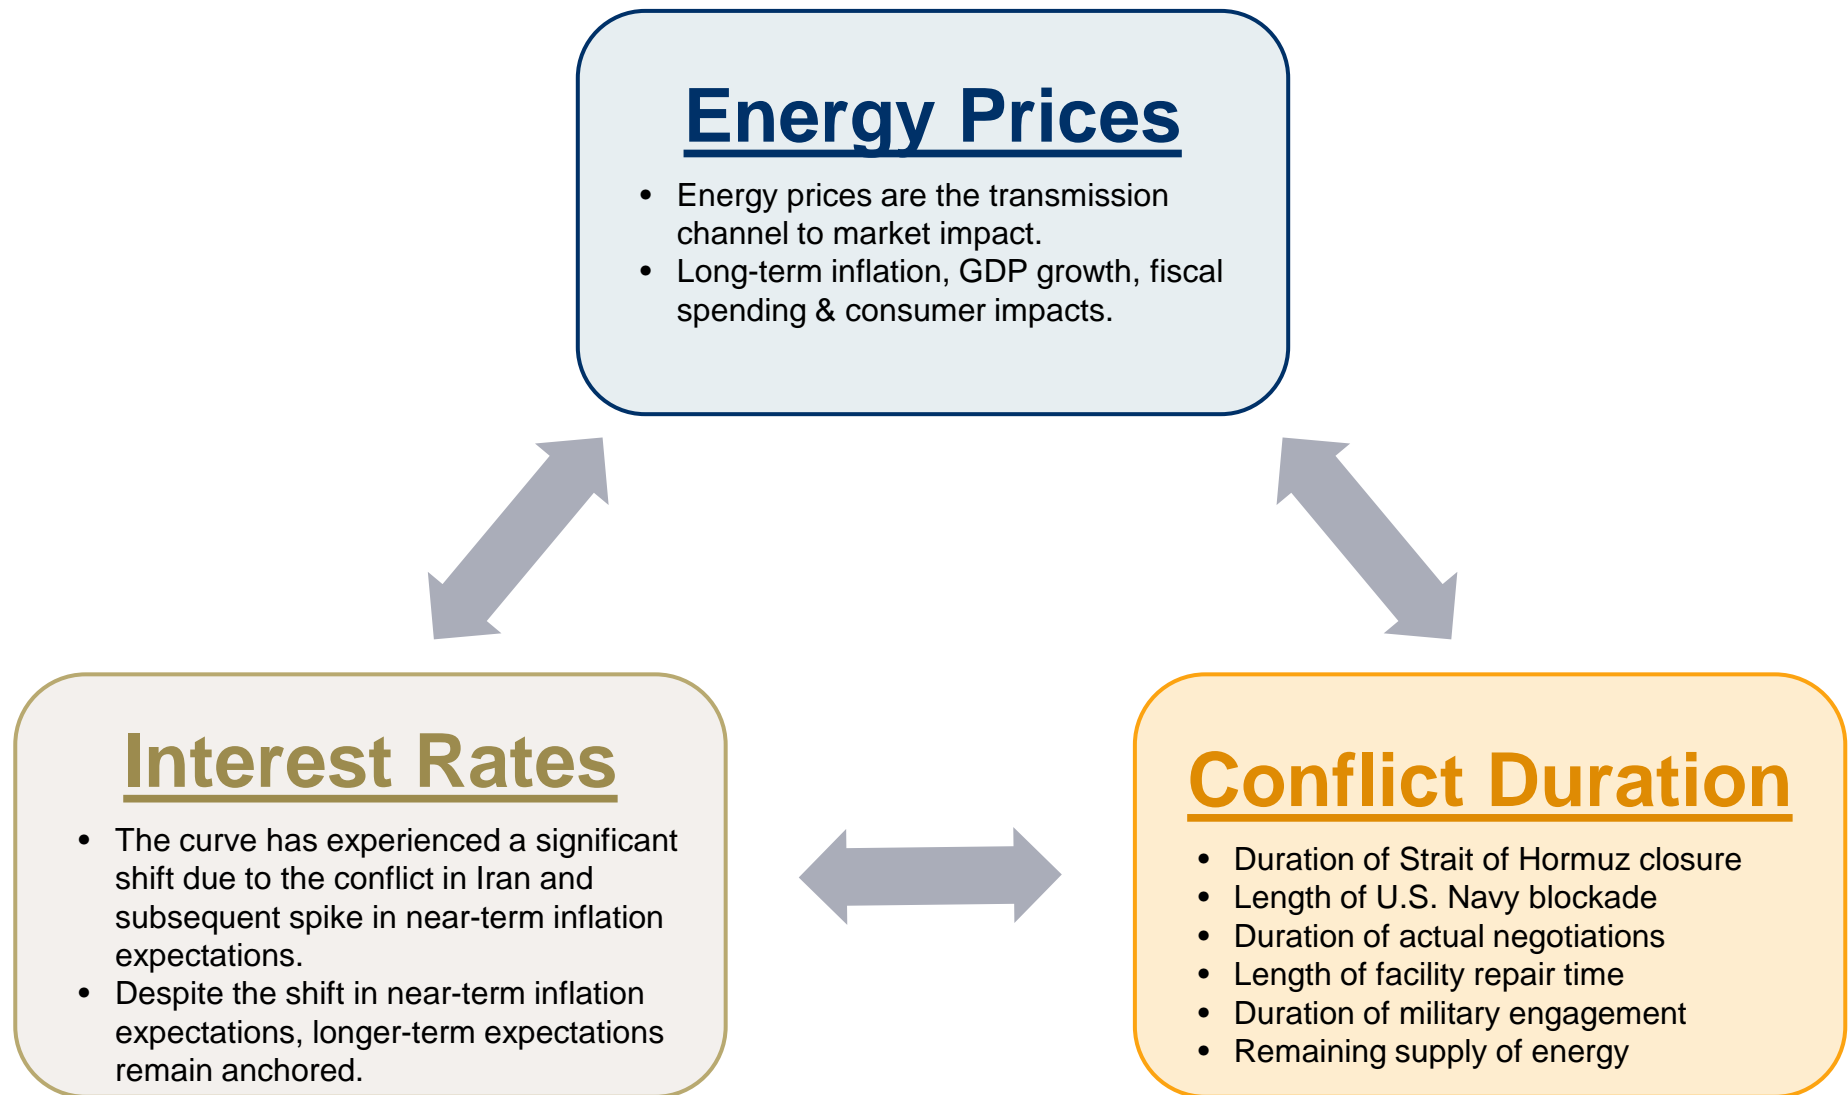 Energy Prices
• Energy prices are the transmission
channel to market impact.
• Long-term inflation, GDP growth, fiscal
spending & consumer impacts.
Interest Rates
• The curve has experienced a significant
shift due to the conflict in Iran and
subsequent spike in near-term inflation
expectations.
• Despite the shift in near-term inflation
expectations, longer-term expectations
remain anchored.
Conflict Duration
• Duration of Strait of Hormuz closure
• Length of U.S. Navy blockade
• Duration of actual negotiations
• Length of facility repair time
• Duration of military engagement
• Remaining supply of energy